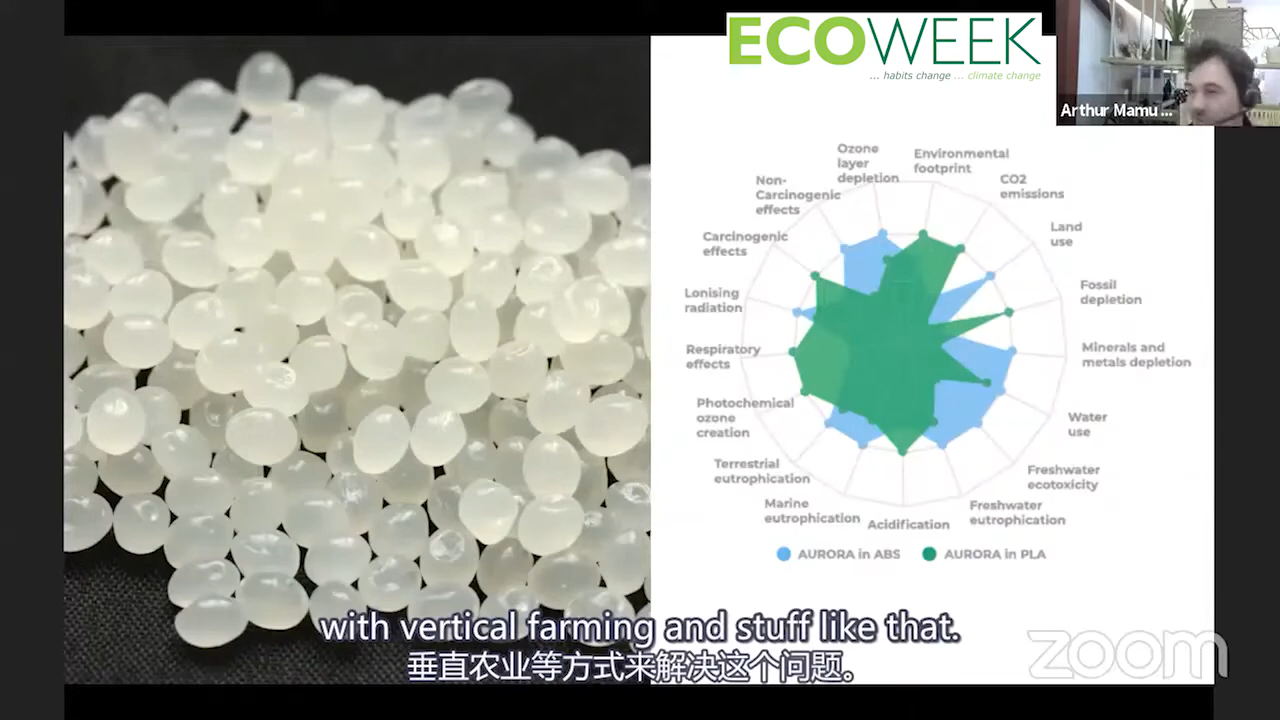 ECOWEEK
... habits change ... climate change
Arthur Mamu ...
Ozone
layer
depletion
Environmental
footprint
CO2
emissions
Land
use
Fossil
depletion
Minerals and
metals depletion
Water
use
Freshwater
ecotoxicity
Freshwater
eutrophication
Acidification
Marine
eutrophication
Terrestrial
eutrophication
Photochemical
ozone
creation
Respiratory
effects
Lonising
radiation
Carcinogenic
effects
Non-
Carcinogenic
effects
AURORA in ABS
AURORA in PLA
with vertical farming and stuff like that.
垂直农业等方式来解决这个问题。
zoom